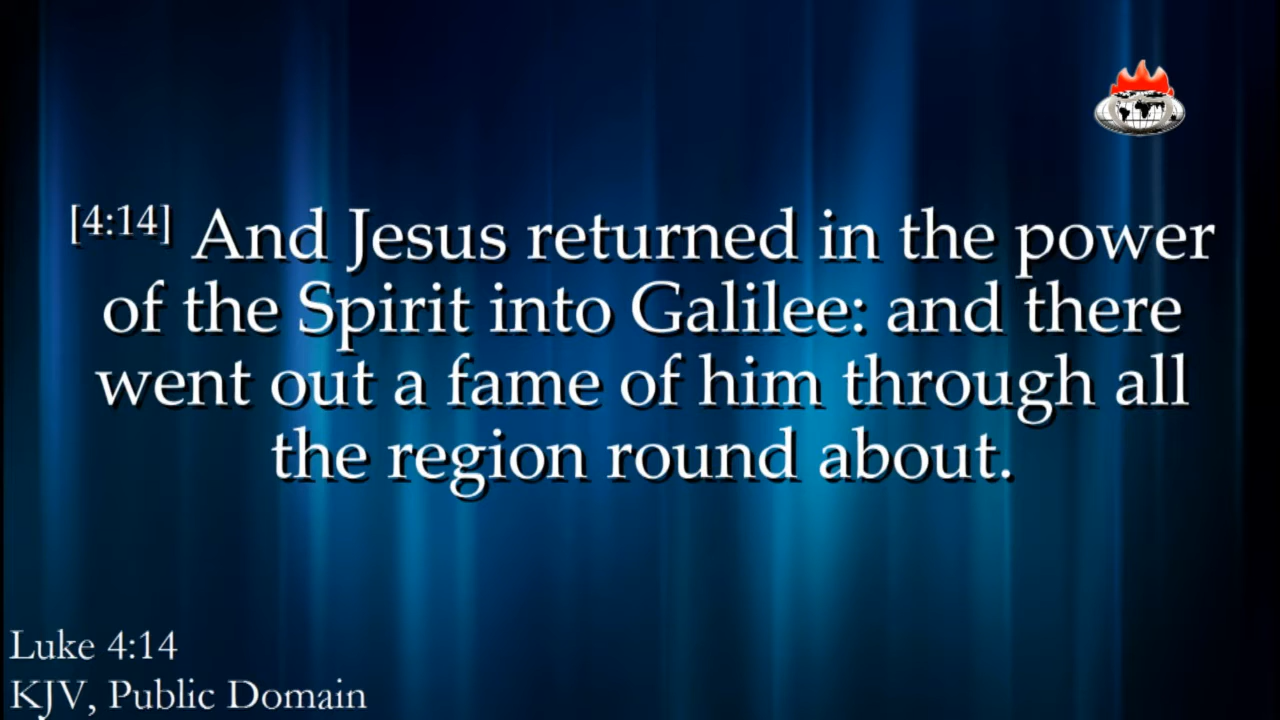 [4:14] And Jesus returned in the power
of the Spirit into Galilee: and there
went out a fame of him through all
the region round about.
Luke 4:14
KJV, Public Domain